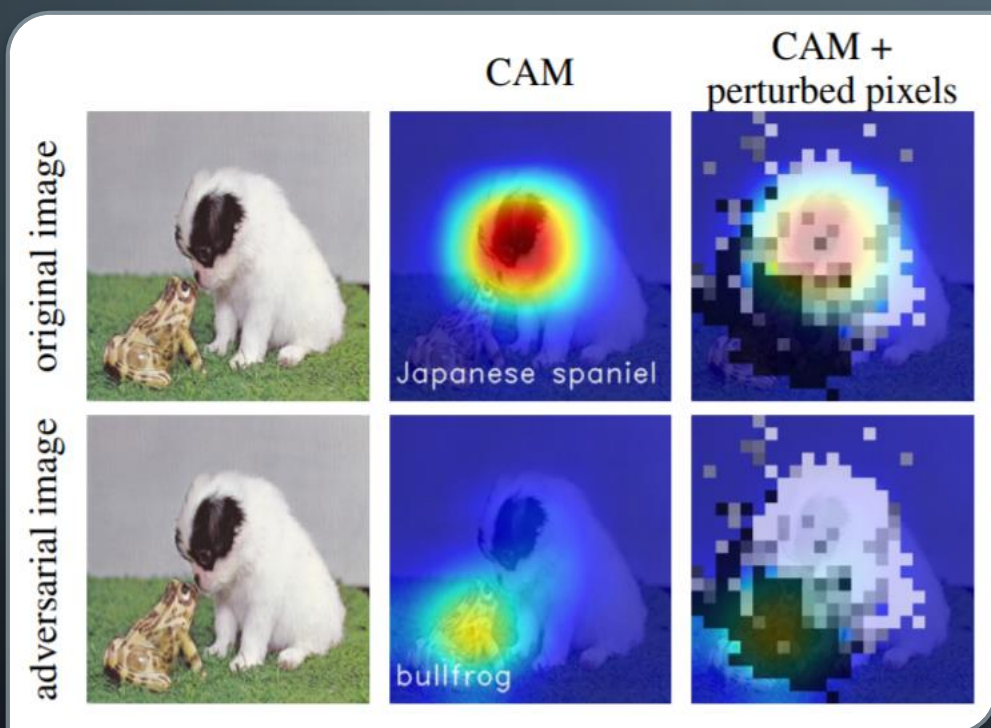 CAM
CAM +
perturbed pixels
original image
Japanese spaniel
adversarial image
bullfrog